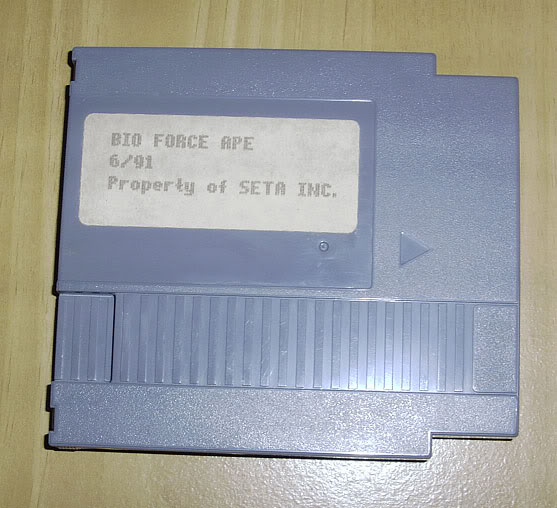 BIO FORCE APE
6/91
Property of SETA INC.